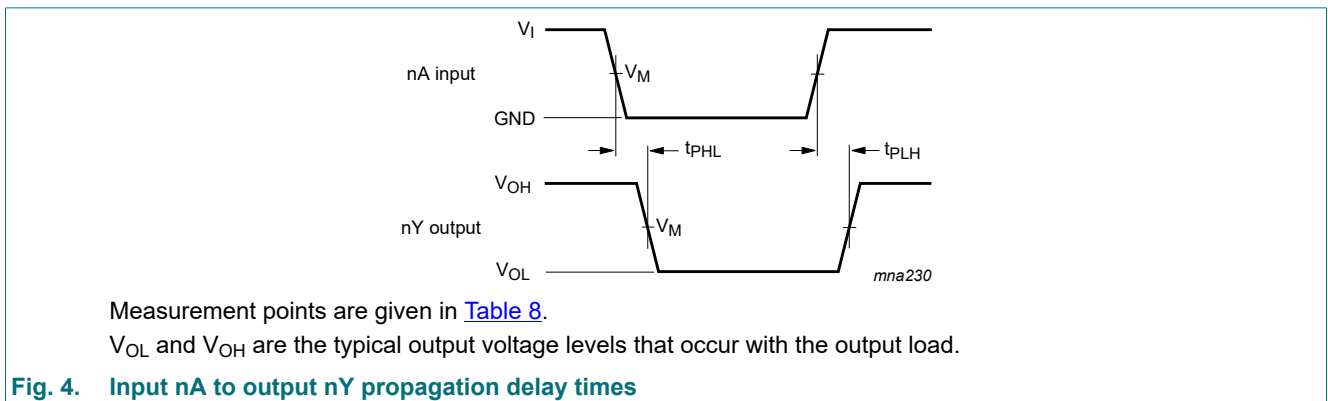 V_I
nA input
V_M
GND
t_PHL
t_PLH
V_OH
nY output
V_M
V_OL
mna230
Measurement points are given in Table 8.
V_OL and V_OH are the typical output voltage levels that occur with the output load.
Fig. 4. Input nA to output nY propagation delay times